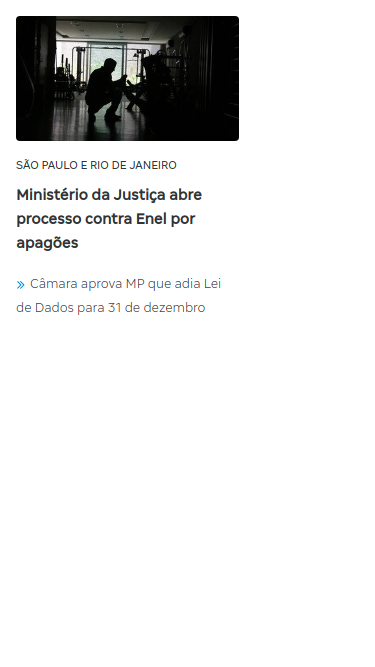 SÃO PAULO E RIO DE JANEIRO
Ministério da Justiça abre
processo contra Enel por
apagões
» Câmara aprova MP que adia Lei
de Dados para 31 de dezembro